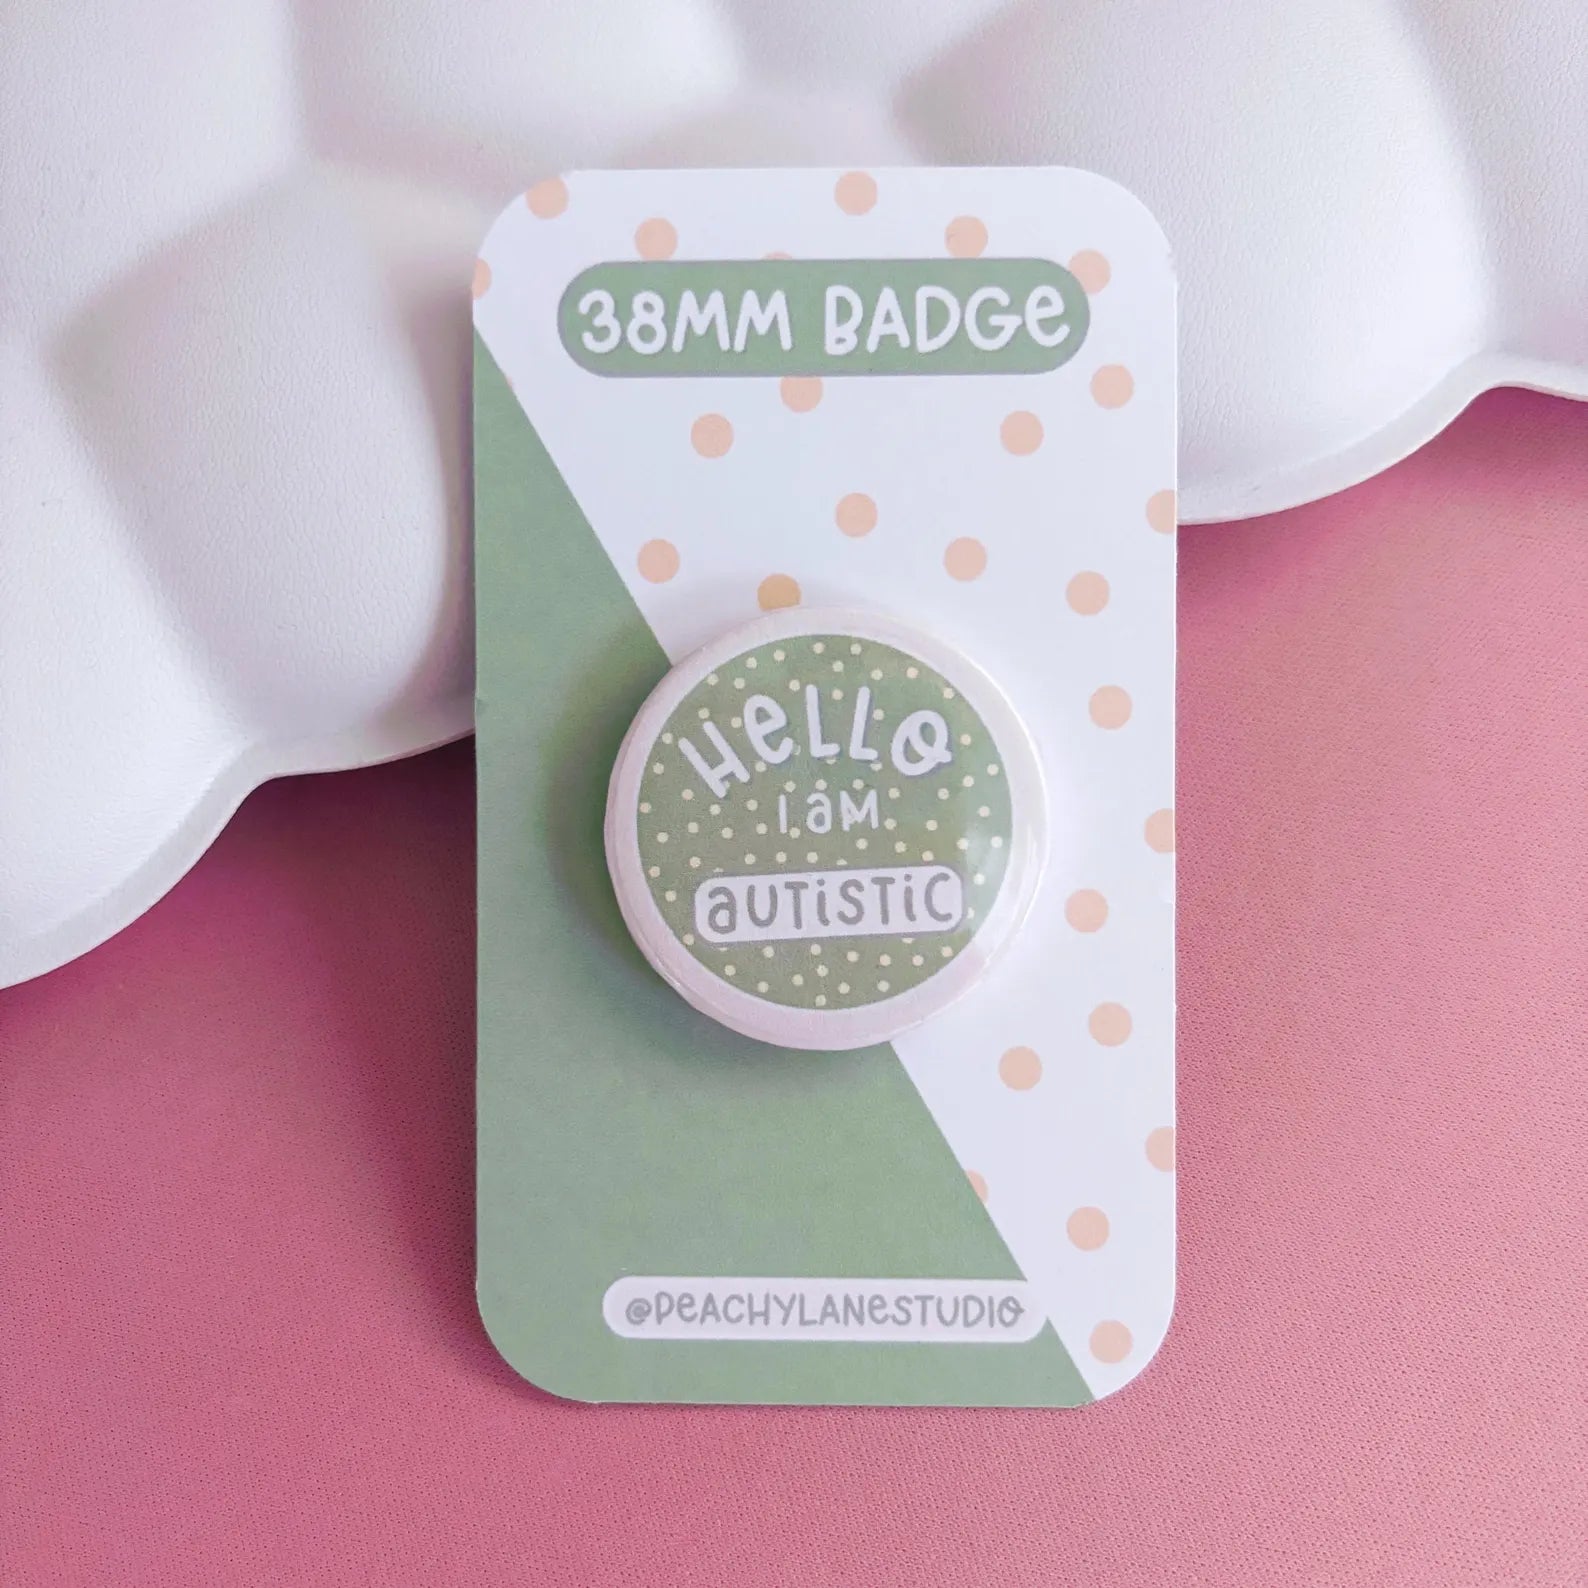 38MM BADGe
HeLLO
I aM
aUTiSTiC
@PeaCHYLaNeSTUDIO